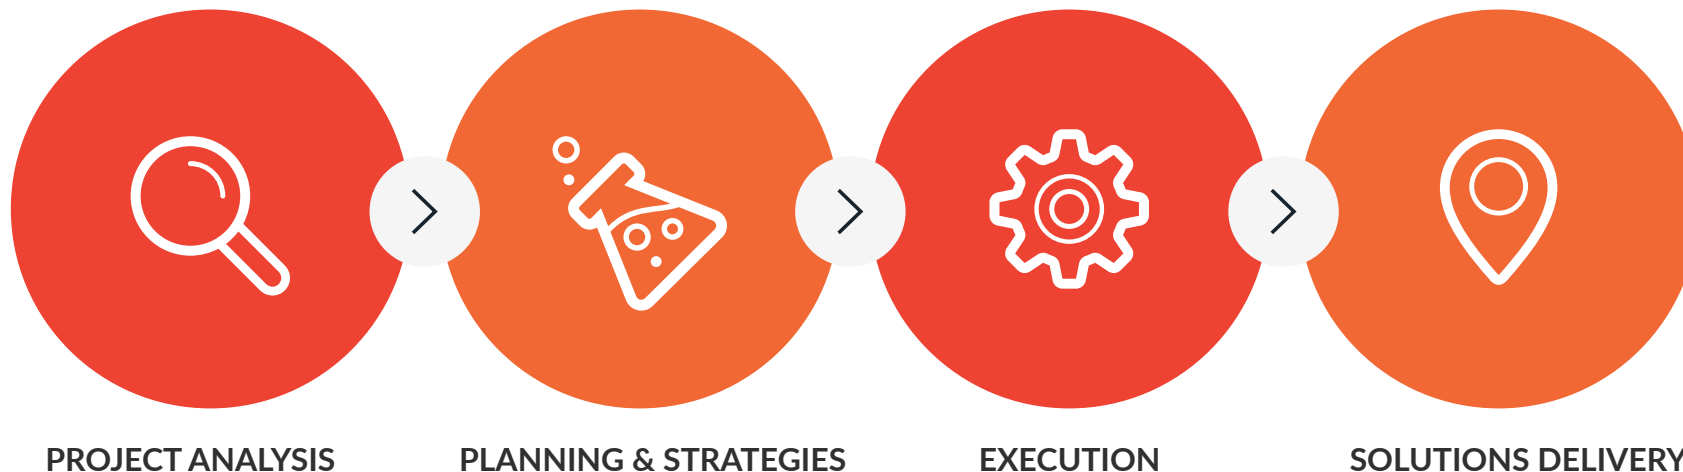 PROJECT ANALYSIS
PLANNING & STRATEGIES
EXECUTION
SOLUTIONS DELIVERY